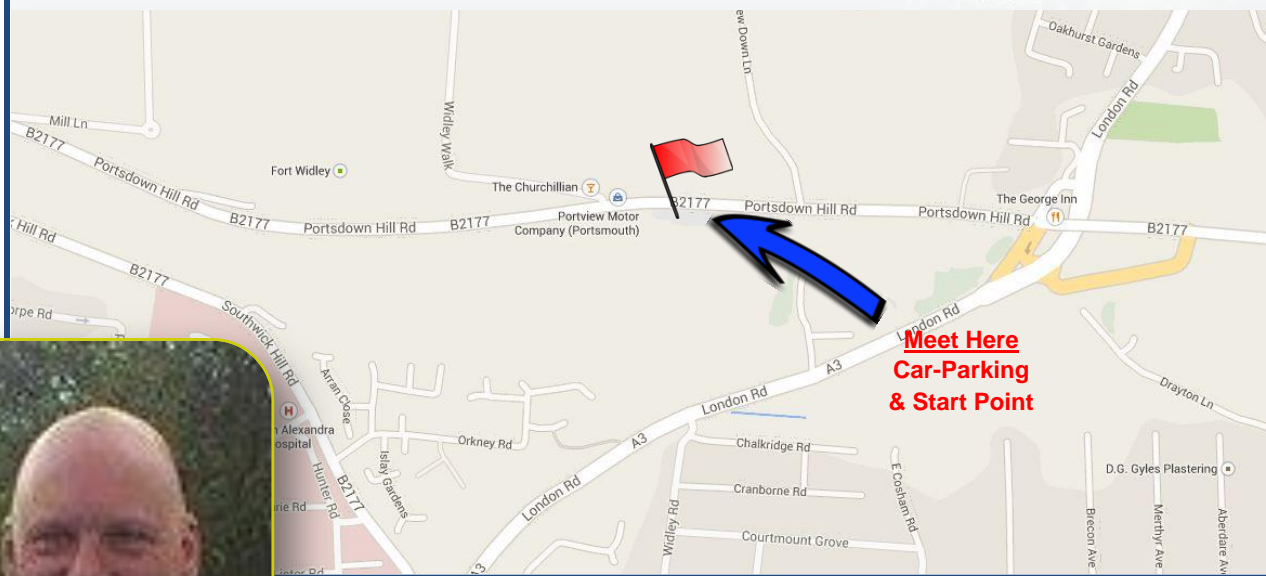 Oakhurst Gardens
London Rd
ew Down Ln
Mill Ln
B2177
Widley Walk
Portsdown Hill Rd
Fort Widley
The Churchillian
The George Inn
B2177
Portsdown Hill Rd
Portsdown Hill Rd
B2177
B2177
Portsdown Hill Rd
B2177
Portview Motor
Company (Portsmouth)
Hill Rd
B2177
Southwick Hill Rd
London Rd
Meet Here
Car-Parking
& Start Point
A3
Drayton Ln
Arran Close
H
Alexandra
London Rd
Orkney Rd
A3
Chalkridge Rd
Islay Gardens
Hunter Rd
B2177
London Rd
Cranborne Rd
E Cosham Rd
D.G. Gyles Plastering
Widley Rd
Courtmount Grove
Brecon Ave
Merthyr Ave
Aberdare Av